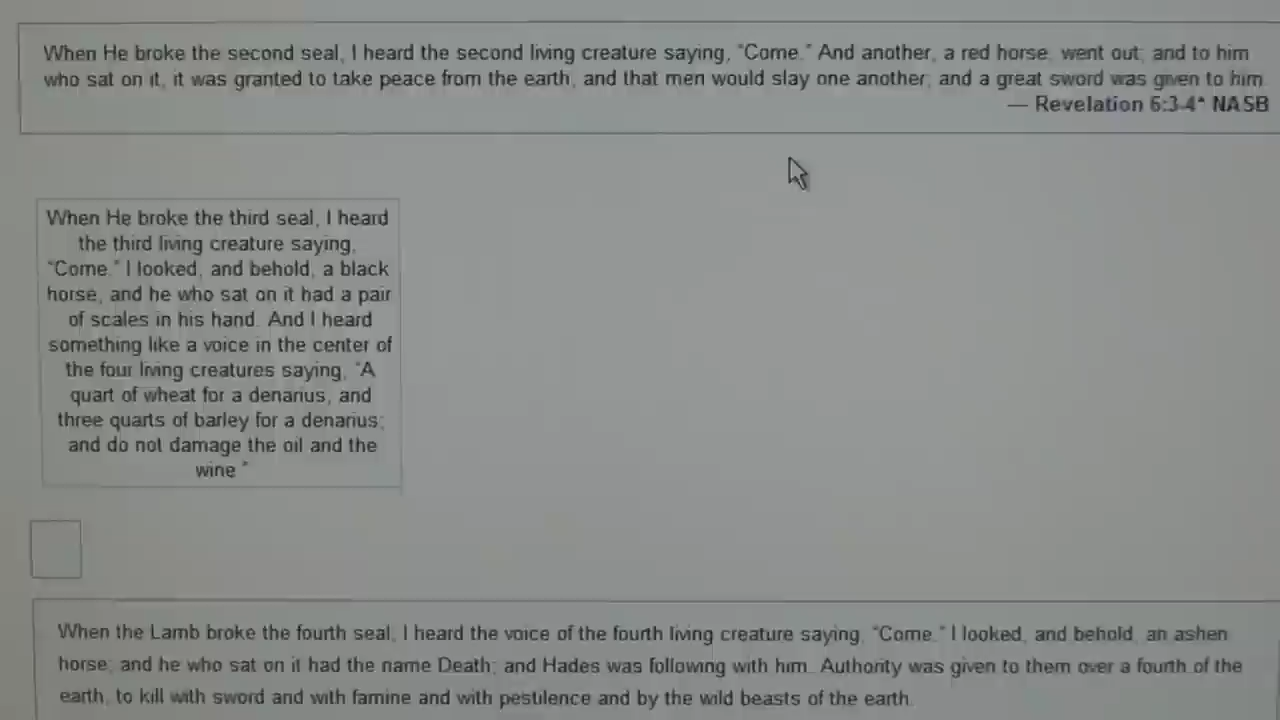 When He broke the second seal, I heard the second living creature saying, "Come." And another, a red horse, went out; and to him
who sat on it, it was granted to take peace from the earth, and that men would slay one another; and a great sword was given to him.
— Revelation 6:3-4* NASB
When He broke the third seal, I heard
the third living creature saying,
"Come." I looked, and behold, a black
horse, and he who sat on it had a pair
of scales in his hand. And I heard
something like a voice in the center of
the four living creatures saying, "A
quart of wheat for a denarius, and
three quarts of barley for a denarius;
and do not damage the oil and the
wine."
When the Lamb broke the fourth seal, I heard the voice of the fourth living creature saying, "Come." I looked, and behold, an ashen
horse; and he who sat on it had the name Death; and Hades was following with him. Authority was given to them over a fourth of the
earth, to kill with sword and with famine and with pestilence and by the wild beasts of the earth.